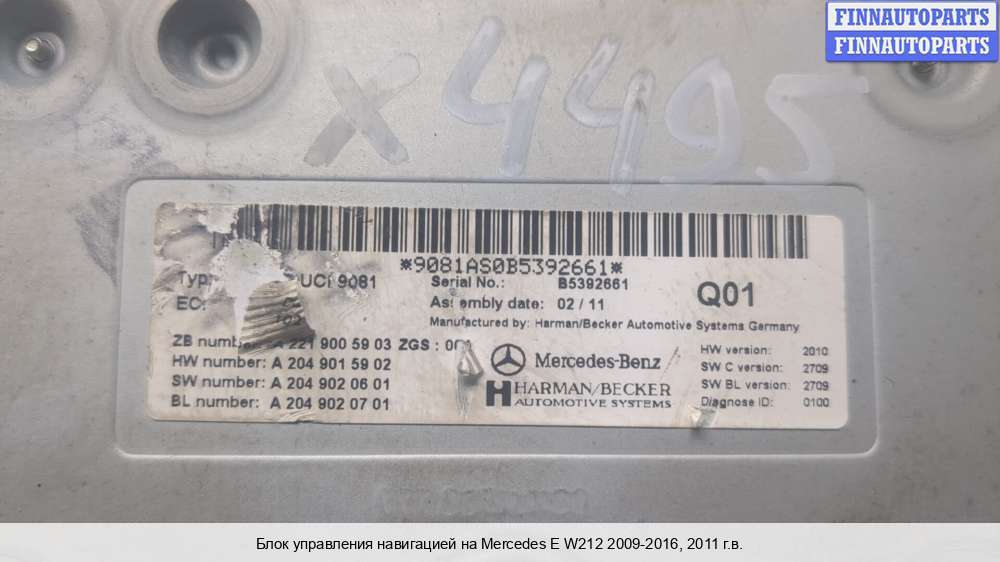 FINNAUTOPARTS
FINNAUTOPARTS
X 4495
*9081AS0B5392661*
UCI 9081
Serial No.: B5392661
EC:
Assembly date: 02 / 11
Q01
Manufactured by: Harman/Becker Automotive Systems Germany
ZB number: A 221 900 59 03 ZGS :
HW number: A 204 901 59 02
SW number: A 204 902 06 01
BL number: A 204 902 07 01
Mercedes-Benz
HARMAN/BECKER
AUTOMOTIVE SYSTEMS
HW version: 2010
SW C version: 2709
SW BL version: 2709
Diagnose ID: 0100
Блок управления навигацией на Mercedes E W212 2009-2016, 2011 г.в.